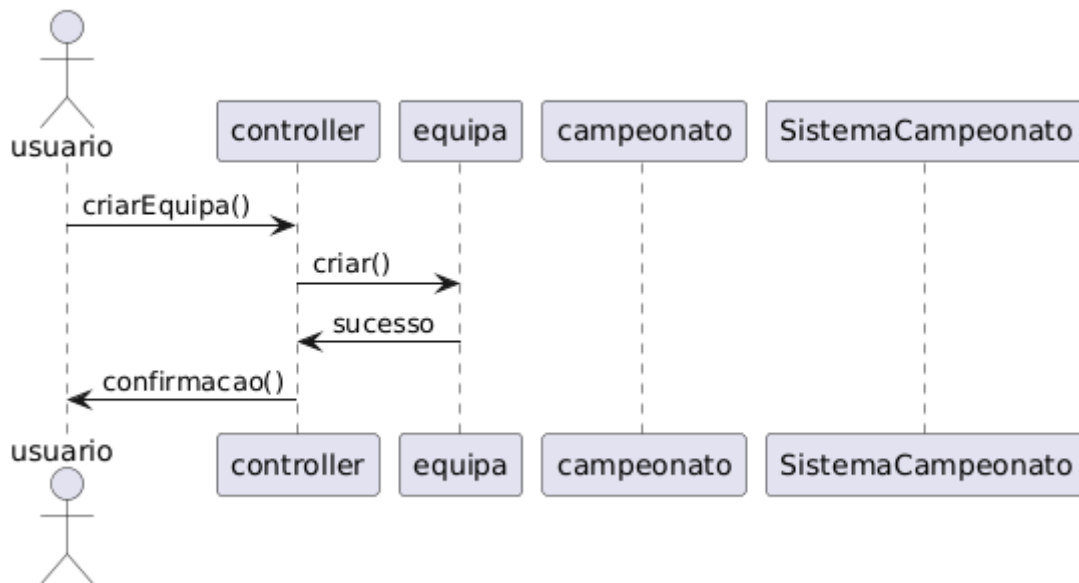 usuario
controller
equipa
campeonato
SistemaCampeonato
criarEquipa()
criar()
sucesso
confirmacao()
usuario
controller
equipa
campeonato
SistemaCampeonato